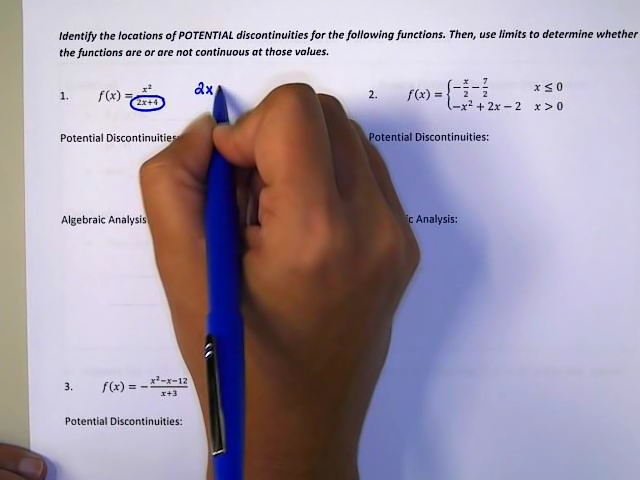 Identify the locations of POTENTIAL discontinuities for the following functions. Then, use limits to determine whether
the functions are or are not continuous at those values.
1. f(x) = x²/(2x+4) 2x
2. f(x) = { -x/2 - 7/2 x ≤ 0
-x² + 2x - 2 x > 0
Potential Discontinuities:
Potential Discontinuities:
Algebraic Analysis
Analysis:
3. f(x) = - (x²-x-12)/(x+3)
Potential Discontinuities: